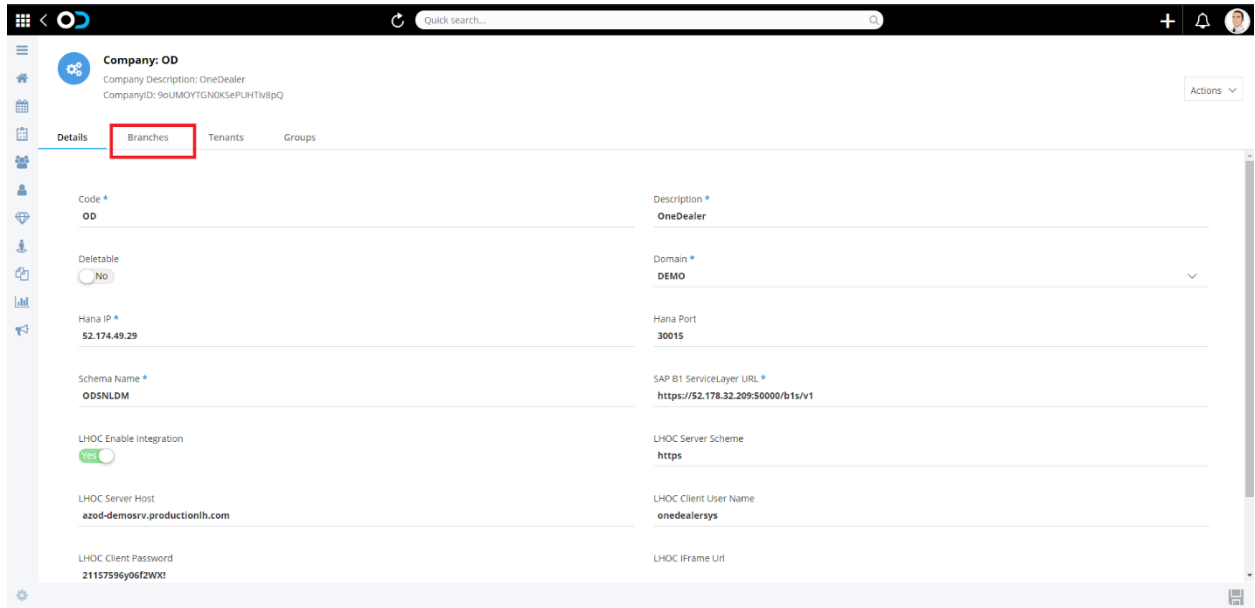 OD
Quick search...
Company: OD
Company Description: OneDealer
CompanyID: 9oUMOYTGN0KSePUHTiv8pQ
Actions
Details Branches Tenants Groups
Code * Description *
OD OneDealer
Deletable Domain *
No DEMO
Hana IP * Hana Port
52.174.49.29 30015
Schema Name * SAP B1 ServiceLayer URL *
ODSNLDM https://52.178.32.209:50000/b1s/v1
LHOC Enable Integration LHOC Server Scheme
Yes https
LHOC Server Host LHOC Client User Name
azod-demosrv.productionlh.com onedealersys
LHOC Client Password LHOC IFrame Url
211S7596y06f2WX!